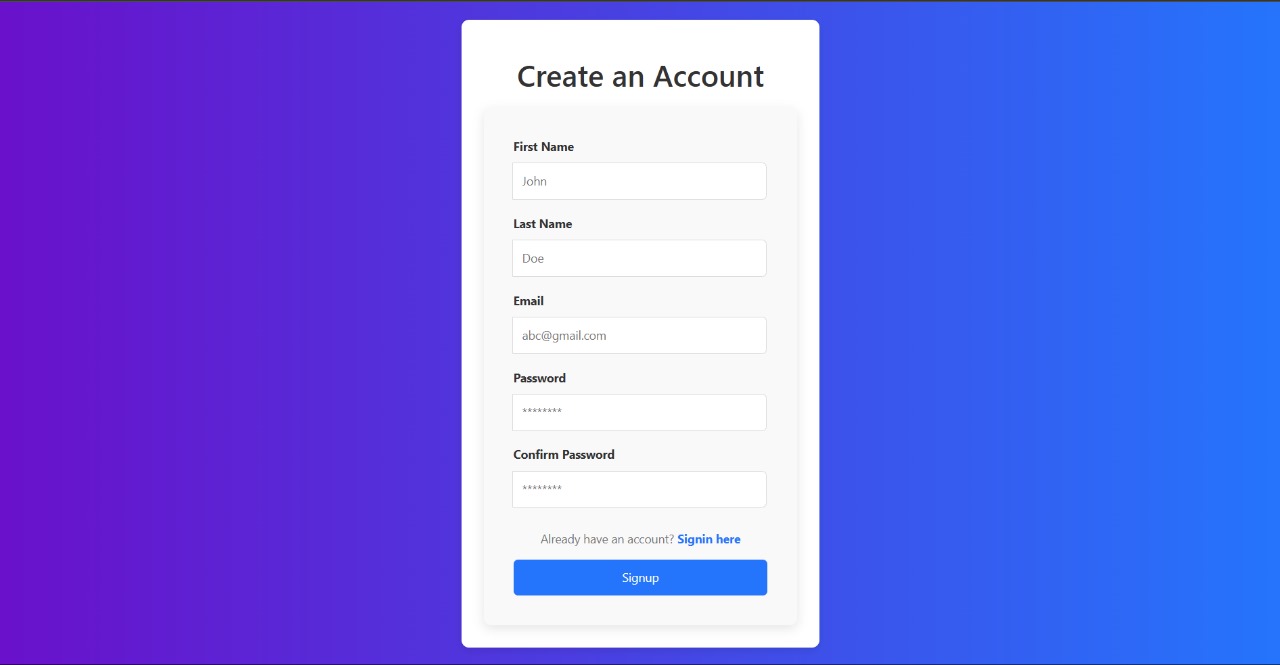 Create an Account
First Name
John
Last Name
Doe
Email
abc@gmail.com
Password
********
Confirm Password
********
Already have an account? Signin here
Signup